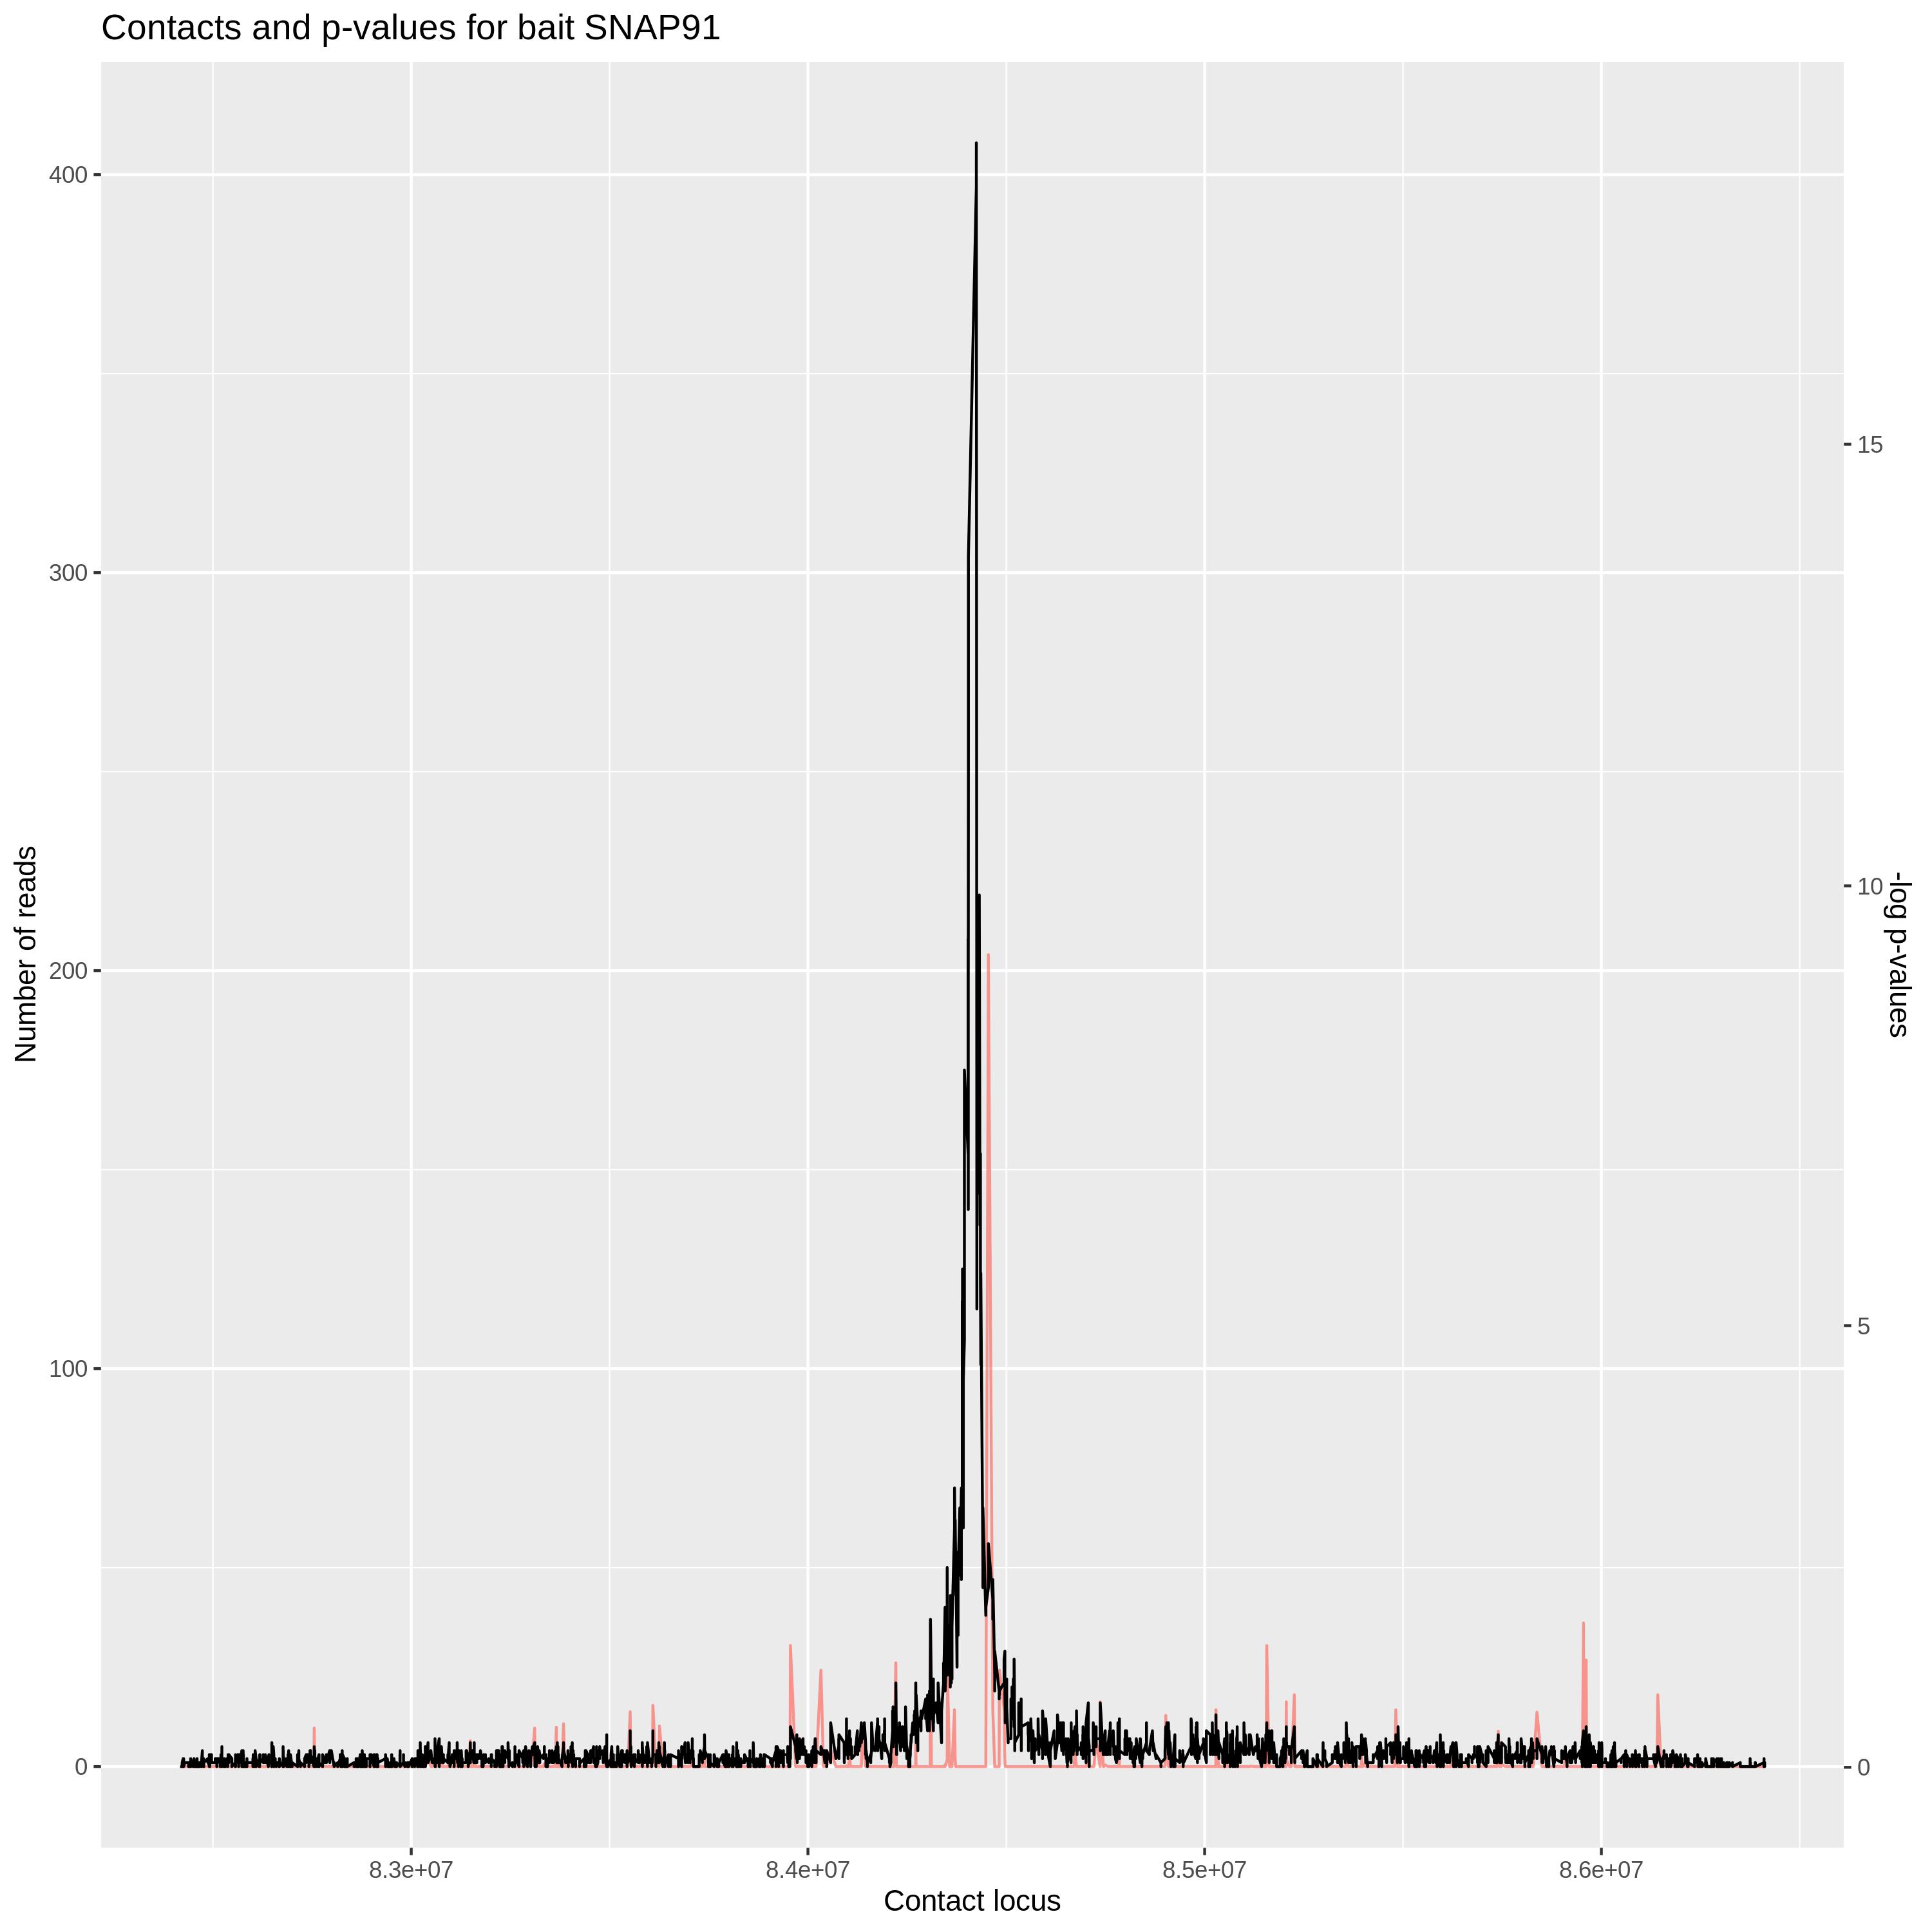 Contacts and p-values for bait SNAP91
400
300
200
100
0
Number of reads
15
10
5
0
-log p-values
8.3e+07
8.4e+07
8.5e+07
8.6e+07
Contact locus